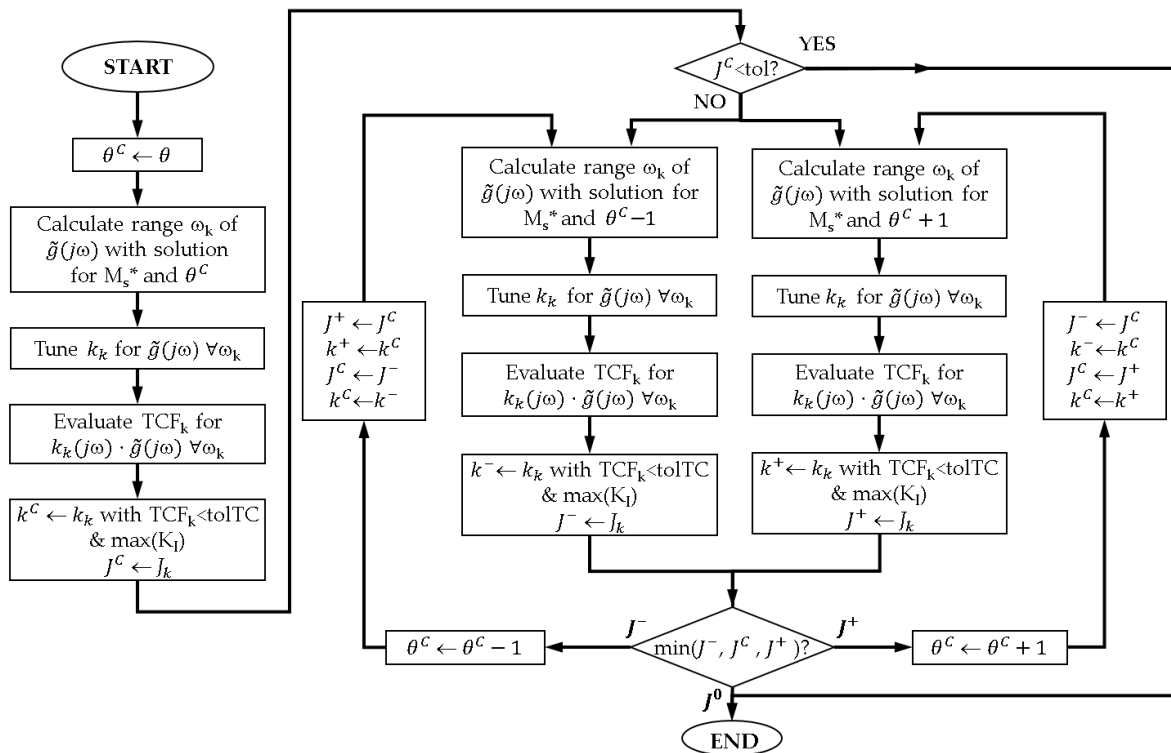 START
θ^C ← θ
Calculate range ω_k of
g̃(jω) with solution
for M_s* and θ^C
Tune k_k for g̃(jω) ∀ω_k
Evaluate TCF_k for
k_k(jω) · g̃(jω) ∀ω_k
k^C ← k_k with TCF_k<tolTC
& max(K_I)
J^C ← J_k
J^C<tol?
YES
NO
Calculate range ω_k of
g̃(jω) with solution for
M_s* and θ^C−1
Tune k_k for g̃(jω) ∀ω_k
Evaluate TCF_k for
k_k(jω) · g̃(jω) ∀ω_k
k^−← k_k with TCF_k<tolTC
& max(K_I)
J^− ← J_k
Calculate range ω_k of
g̃(jω) with solution for
M_s* and θ^C + 1
Tune k_k for g̃(jω) ∀ω_k
Evaluate TCF_k for
k_k(jω) · g̃(jω) ∀ω_k
k^+← k_k with TCF_k<tolTC
& max(K_I)
J^+ ← J_k
J^+ ← J^C
k^+ ←k^C
J^C ← J^−
k^C←k^−
J^− ← J^C
k^− ←k^C
J^C ← J^+
k^C←k^+
θ^C ← θ^C − 1
J^−
min(J^−, J^C, J^+)?
J^+
θ^C ← θ^C + 1
J^0
END